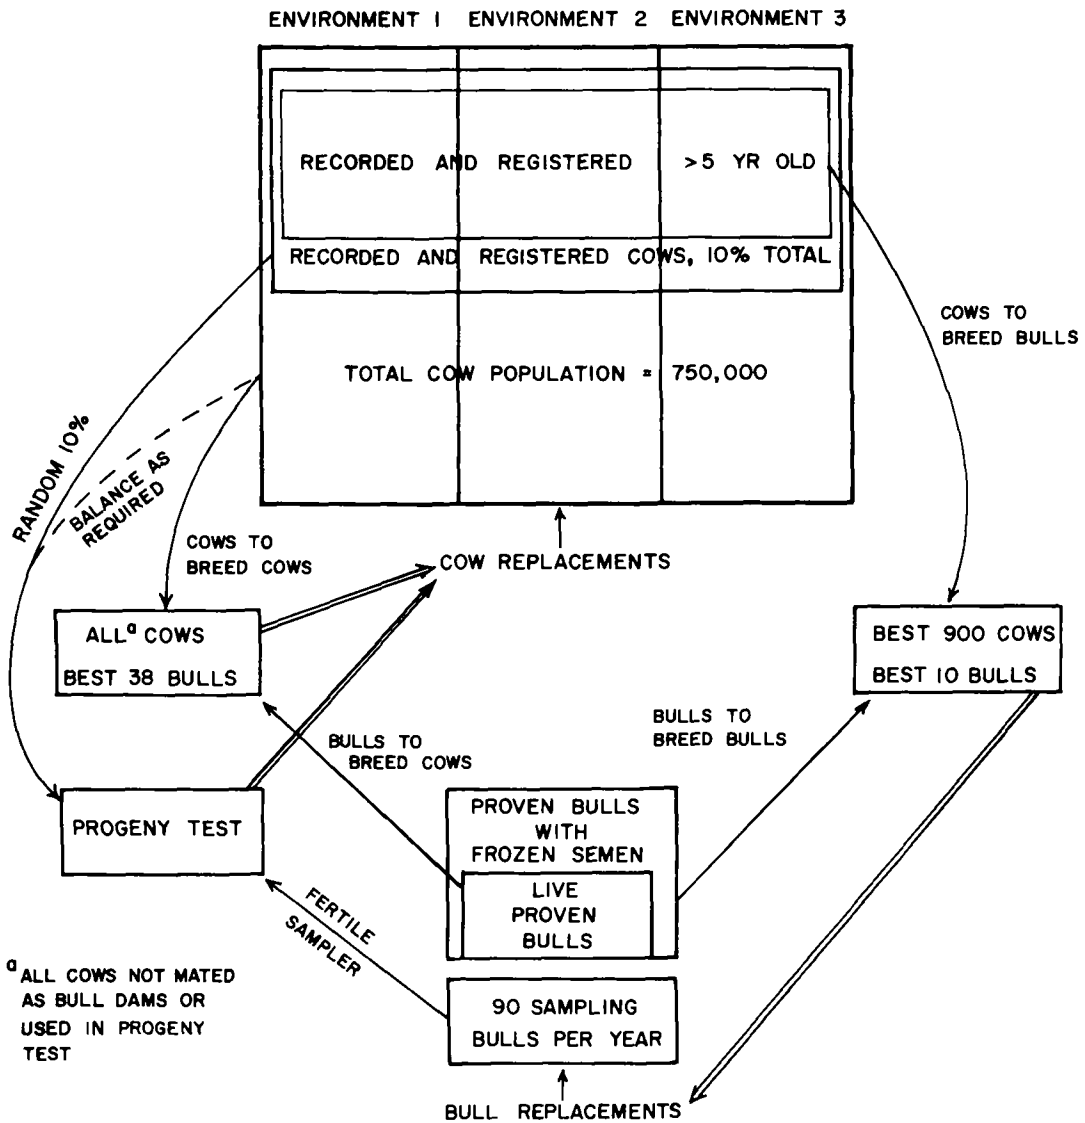 ENVIRONMENT 1 ENVIRONMENT 2 ENVIRONMENT 3
RECORDED AND REGISTERED >5 YR OLD
RECORDED AND REGISTERED COWS, 10% TOTAL
TOTAL COW POPULATION = 750,000
COWS TO
BREED BULLS
RANDOM 10%
BALANCE AS
REQUIRED
COWS TO
BREED COWS
COW REPLACEMENTS
ALLa COWS
BEST 38 BULLS
BEST 900 COWS
BEST 10 BULLS
BULLS TO
BREED COWS
BULLS TO
BREED BULLS
PROGENY TEST
PROVEN BULLS
WITH
FROZEN SEMEN
LIVE
PROVEN
BULLS
FERTILE
SAMPLER
90 SAMPLING
BULLS PER YEAR
a ALL COWS NOT MATED
AS BULL DAMS OR
USED IN PROGENY
TEST
BULL REPLACEMENTS